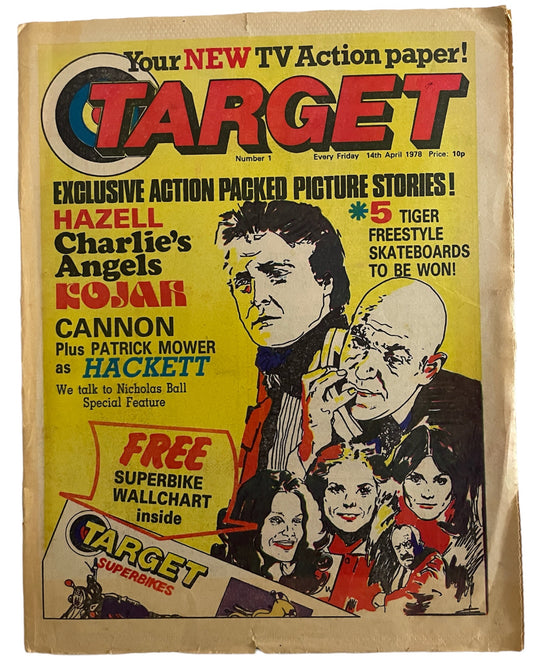 Your NEW TV Action paper!
TARGET
Number 1 Every Friday 14th April 1978 Price: 10p
EXCLUSIVE ACTION PACKED PICTURE STORIES!
HAZELL
Charlie's
Angels
KOJAK
CANNON
Plus PATRICK MOWER
as HACKETT
We talk to Nicholas Ball
Special Feature
*5 TIGER
FREESTYLE
SKATEBOARDS
TO BE WON!
FREE
SUPERBIKE
WALLCHART
inside
TARGET
SUPERBIKES